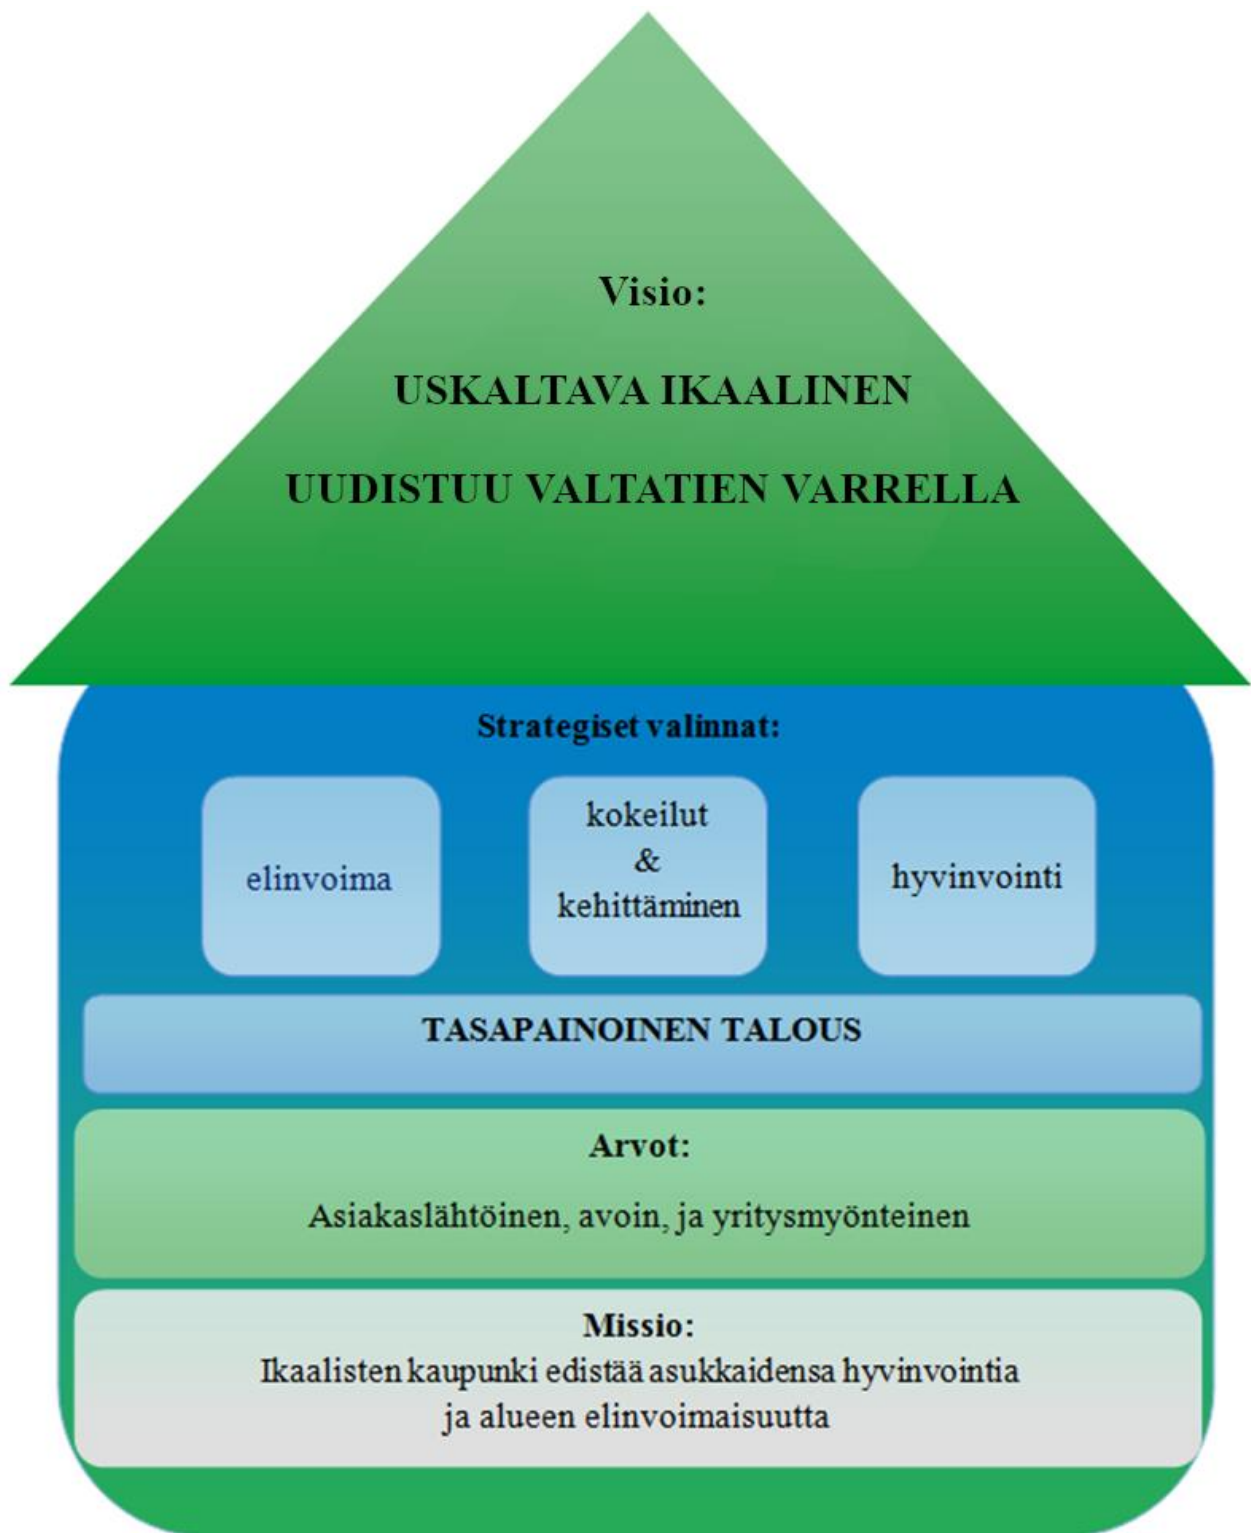 Visio:
USKALTAVA IKAALINEN
UUDISTUU VALTATIEN VARRELLA
Strategiset valinnat:
elinvoima
kokeilut
&
kehittäminen
hyvinvointi
TASAPAINOINEN TALOUS
Arvot:
Asiakaslähtöinen, avoin, ja yritysmyönteinen
Missio:
Ikaalisten kaupunki edistää asukkaidensa hyvinvointia
ja alueen elinvoimaisuutta